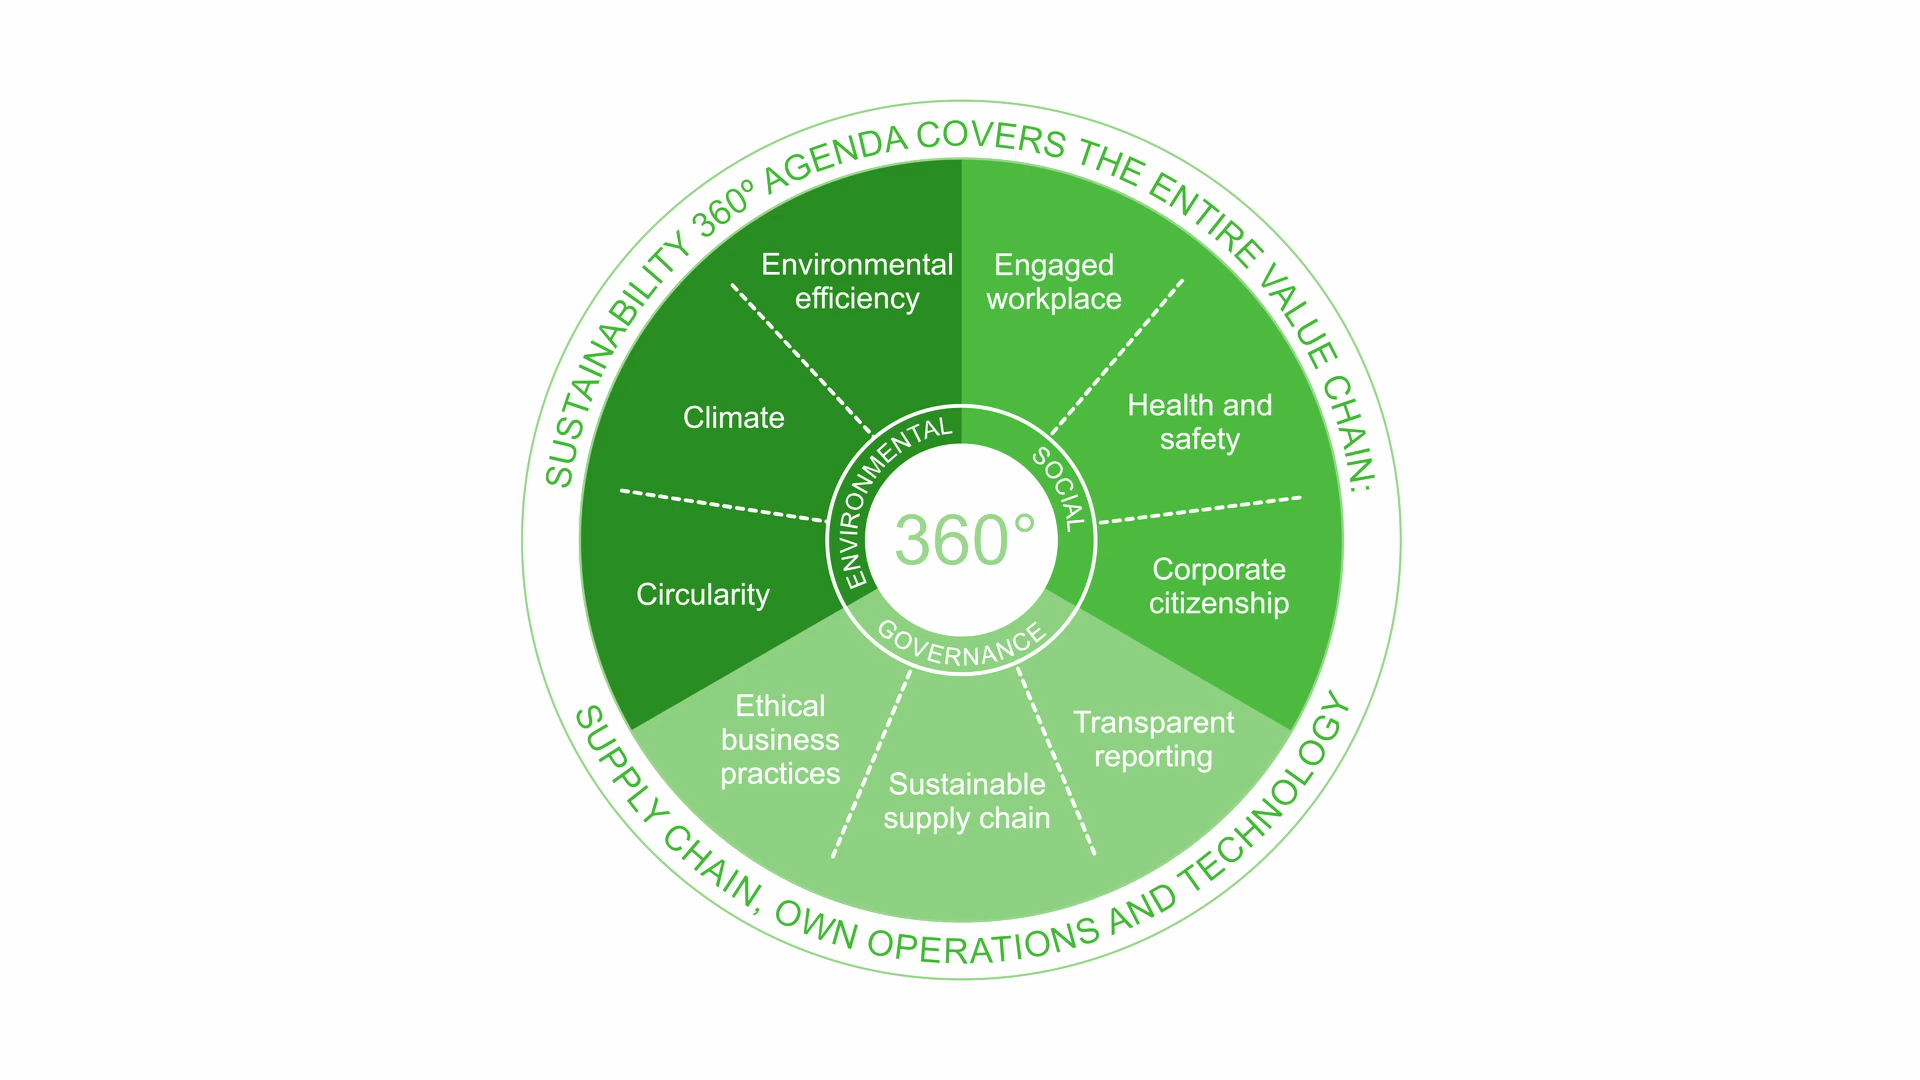 SUSTAINABILITY 360º AGENDA COVERS THE ENTIRE VALUE CHAIN:
Environmental
efficiency
Engaged
workplace
Climate
Health and
safety
ENVIRONMENTAL
SOCIAL
360°
Circularity
Corporate
citizenship
GOVERNANCE
Ethical
business
practices
Sustainable
supply chain
Transparent
reporting
SUPPLY CHAIN, OWN OPERATIONS AND TECHNOLOGY